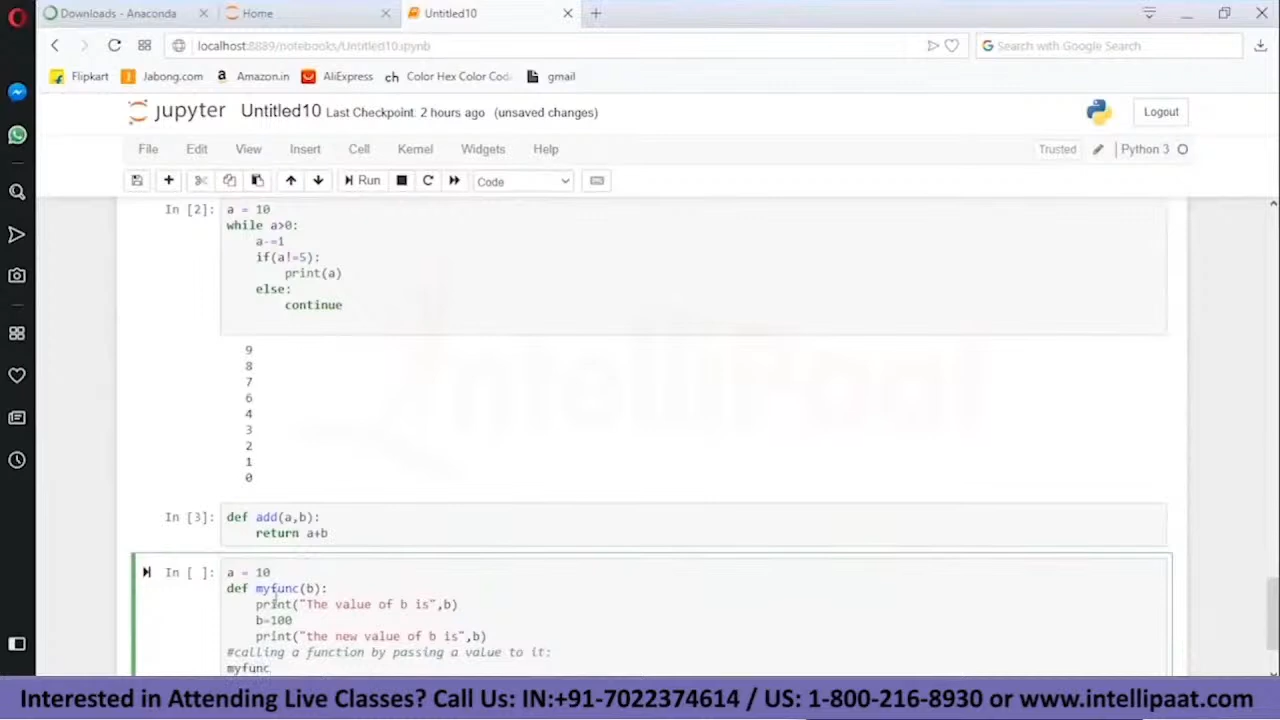 Downloads - Anaconda
Home
Untitled10
localhost:8889/notebooks/Untitled10.ipynb
Search with Google Search
Flipkart
Jabong.com
Amazon.in
AliExpress
ch Color Hex Color Cod
gmail
jupyter Untitled10 Last Checkpoint: 2 hours ago (unsaved changes)
Logout
File Edit View Insert Cell Kernel Widgets Help
Trusted
Python 3
Run
Code
In [2]: a = 10
while a>0:
a-=1
if(a!=5):
print(a)
else:
continue
9
8
7
6
4
3
2
1
0
IntelliPaat
In [3]: def add(a,b):
return a+b
In [ ]: a = 10
def myfunc(b):
print("The value of b is",b)
b=100
print("the new value of b is",b)
#calling a function by passing a value to it:
myfunc
Interested in Attending Live Classes? Call Us: IN:+91-7022374614 / US: 1-800-216-8930 or www.intellipaat.com